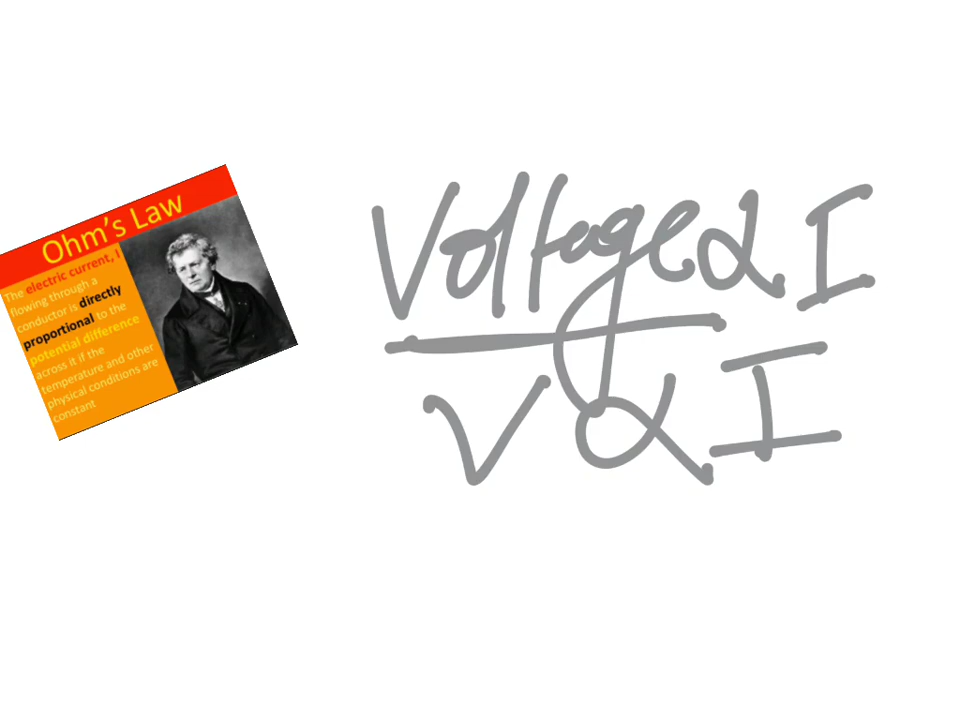 Ohm's Law
The electric current, I
flowing through a
conductor is directly
proportional to the
potential difference
across it if the
temperature and other
physical conditions are
constant
Voltage α I
V α I